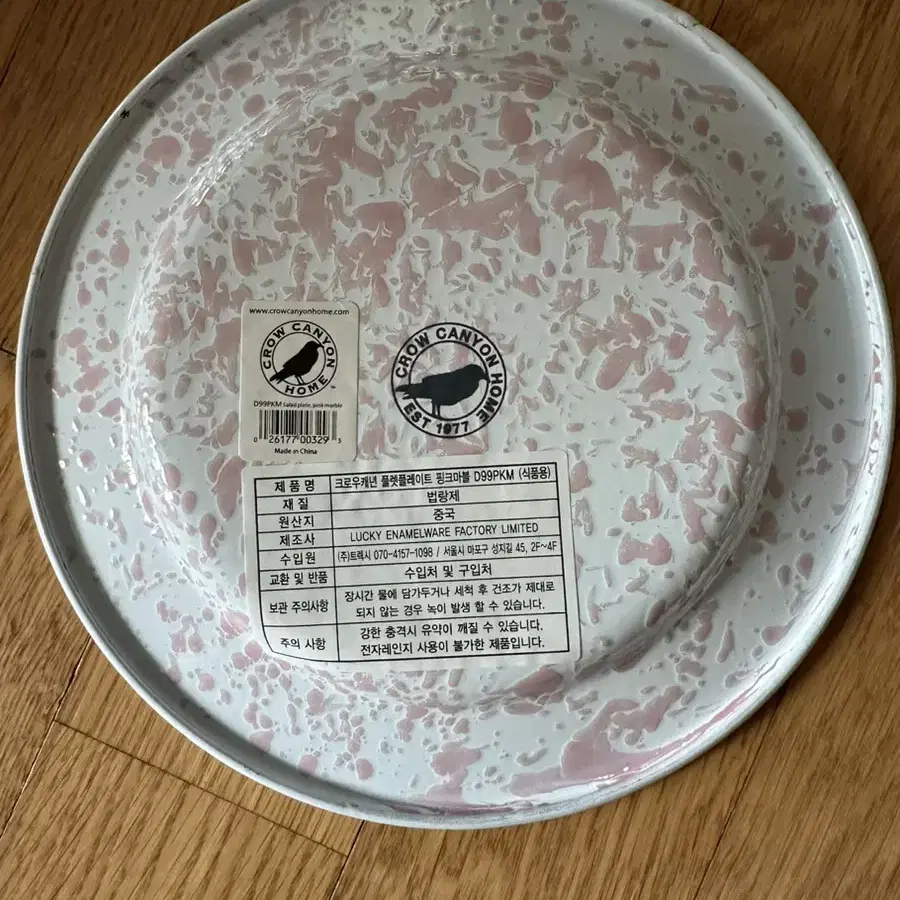 www.crowcanyonhome.com
CROW CANYON
HOME
™
D99PKM Salad plate, pink marble
0 26177 00329 3
Made in China
CROW CANYON HOME
EST 1977
제 품 명 크로우캐년 플렛플레이트 핑크마블 D99PKM (식품용)
재 질 법랑제
원산지 중국
제조사 LUCKY ENAMELWARE FACTORY LIMITED
수입원 (주)트렉시 070-4157-1098 / 서울시 마포구 성지길 45, 2F~4F
교환 및 반품 수입처 및 구입처
보관 주의사항 장시간 물에 담가두거나 세척 후 건조가 제대로
되지 않는 경우 녹이 발생 할 수 있습니다.
주의 사항 강한 충격시 유약이 깨질 수 있습니다.
전자레인지 사용이 불가한 제품입니다.